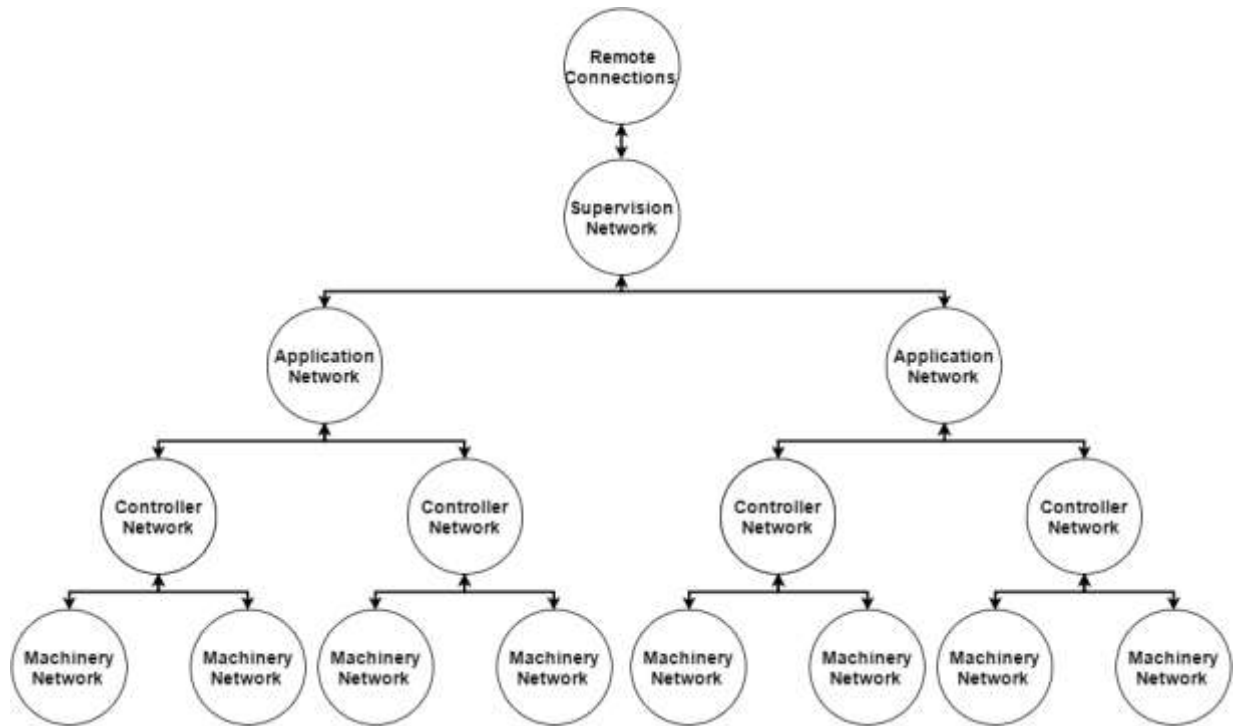 Remote
Connections
Supervision
Network
Application
Network
Application
Network
Controller
Network
Controller
Network
Controller
Network
Controller
Network
Machinery
Network
Machinery
Network
Machinery
Network
Machinery
Network
Machinery
Network
Machinery
Network
Machinery
Network
Machinery
Network